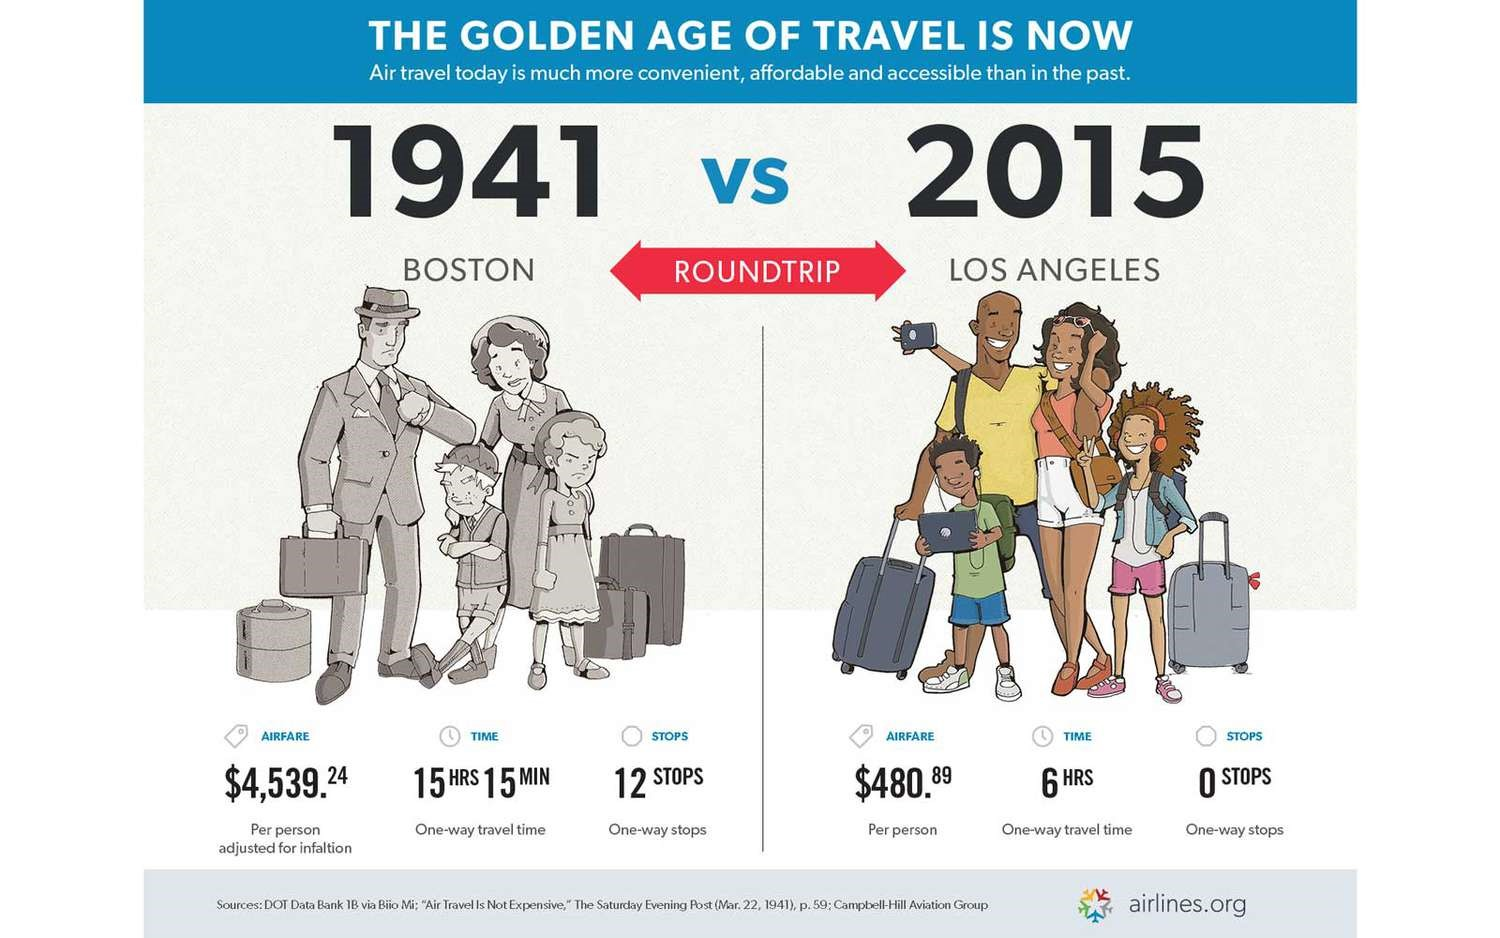 THE GOLDEN AGE OF TRAVEL IS NOW
Air travel today is much more convenient, affordable and accessible than in the past.
1941 VS 2015
BOSTON ROUNDTRIP LOS ANGELES
AIRFARE TIME STOPS
$4,539.24 15 HRS 15 MIN 12 STOPS
Per person One-way travel time One-way stops
adjusted for infaltion
AIRFARE TIME STOPS
$480.89 6 HRS 0 STOPS
Per person One-way travel time One-way stops
Sources: DOT Data Bank 1B via Biio Mi; “Air Travel Is Not Expensive,” The Saturday Evening Post (Mar. 22, 1941), p. 59; Campbell-Hill Aviation Group
airlines.org